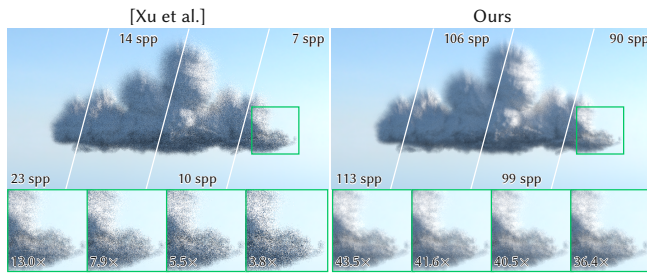 [Xu et al.]
Ours
14 spp
7 spp
106 spp
90 spp
23 spp
10 spp
113 spp
99 spp
13.0×
7.9×
5.5×
3.8×
43.5×
41.6×
40.5×
36.4×